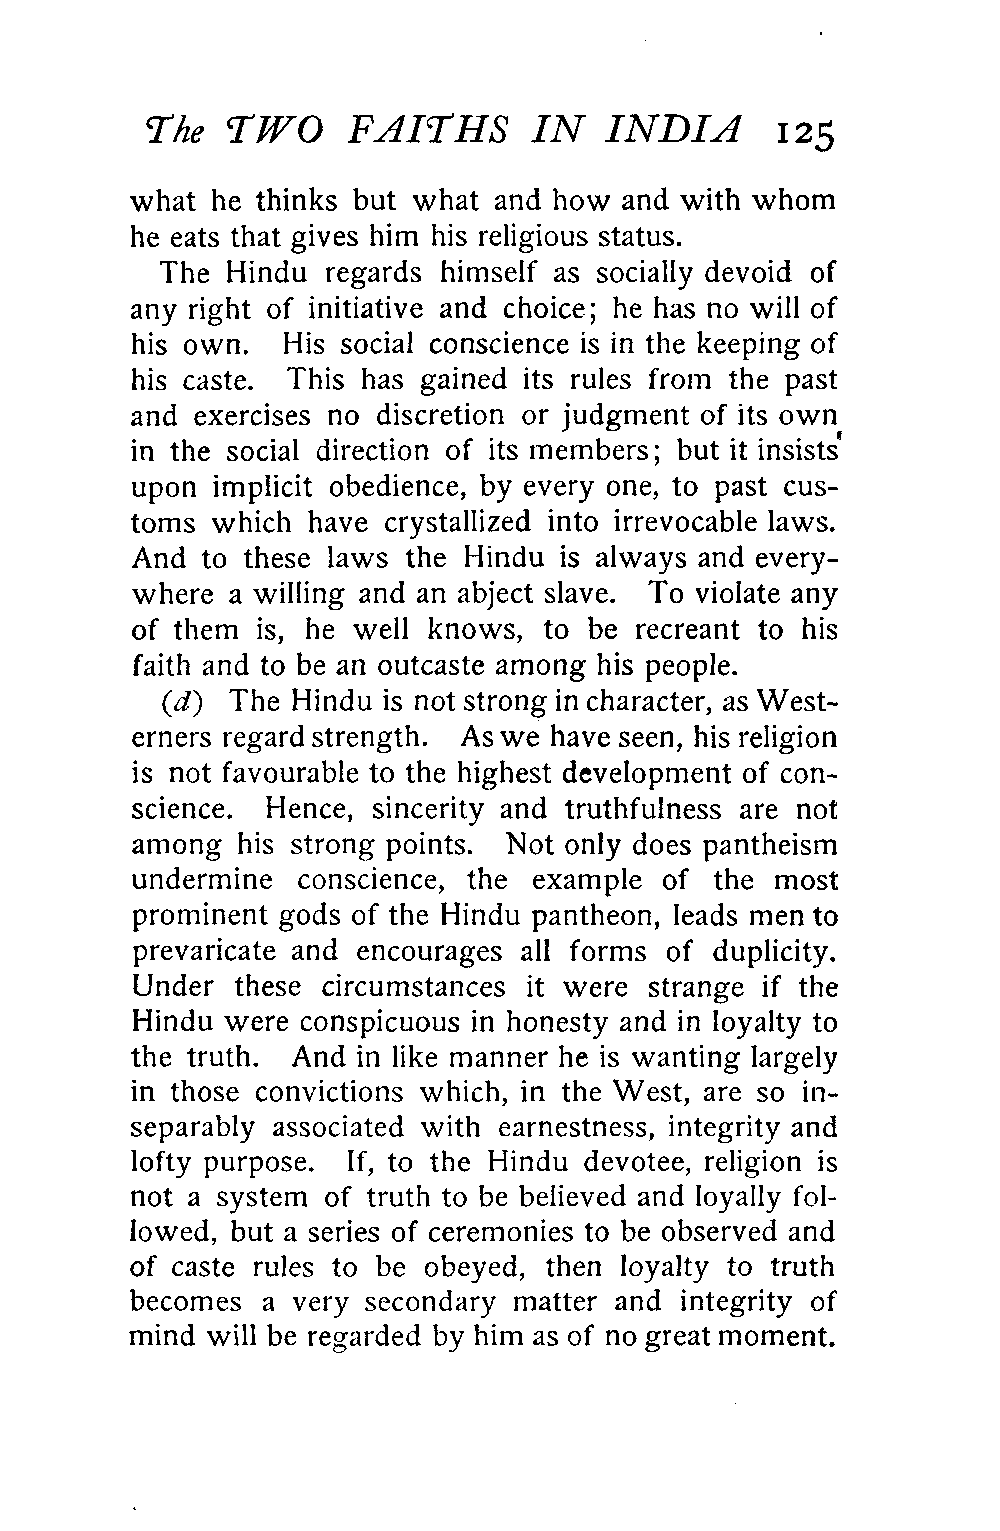 The TWO FAITHS IN INDIA 125
what he thinks but what and how and with whom
he eats that gives him his religious status.
The Hindu regards himself as socially devoid of
any right of initiative and choice; he has no will of
his own. His social conscience is in the keeping of
his caste. This has gained its rules from the past
and exercises no discretion or judgment of its own
in the social direction of its members; but it insists
upon implicit obedience, by every one, to past cus-
toms which have crystallized into irrevocable laws.
And to these laws the Hindu is always and every-
where a willing and an abject slave. To violate any
of them is, he well knows, to be recreant to his
faith and to be an outcaste among his people.
(d) The Hindu is not strong in character, as West-
erners regard strength. As we have seen, his religion
is not favourable to the highest development of con-
science. Hence, sincerity and truthfulness are not
among his strong points. Not only does pantheism
undermine conscience, the example of the most
prominent gods of the Hindu pantheon, leads men to
prevaricate and encourages all forms of duplicity.
Under these circumstances it were strange if the
Hindu were conspicuous in honesty and in loyalty to
the truth. And in like manner he is wanting largely
in those convictions which, in the West, are so in-
separably associated with earnestness, integrity and
lofty purpose. If, to the Hindu devotee, religion is
not a system of truth to be believed and loyally fol-
lowed, but a series of ceremonies to be observed and
of caste rules to be obeyed, then loyalty to truth
becomes a very secondary matter and integrity of
mind will be regarded by him as of no great moment.